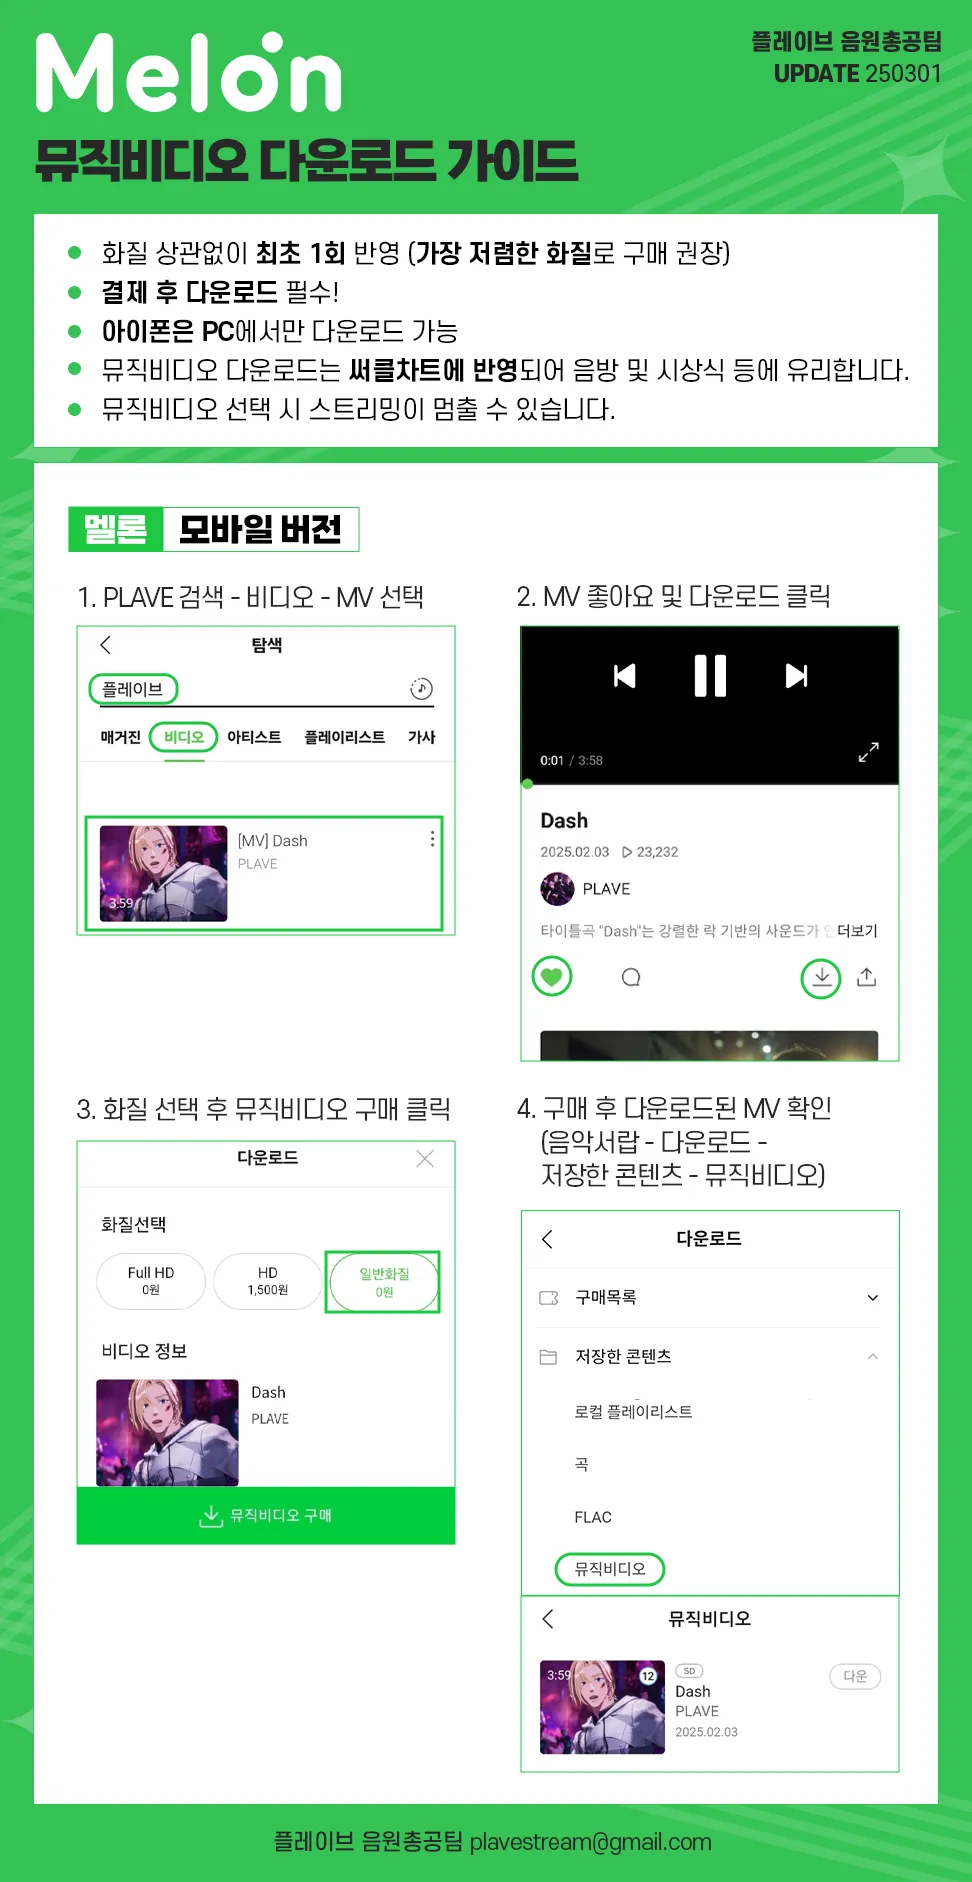 Melon
플레이브 음원총공팀
UPDATE 250301
뮤직비디오 다운로드 가이드
화질 상관없이 최초 1회 반영 (가장 저렴한 화질로 구매 권장)
결제 후 다운로드 필수!
아이폰은 PC에서만 다운로드 가능
뮤직비디오 다운로드는 써클차트에 반영되어 음방 및 시상식 등에 유리합니다.
뮤직비디오 선택 시 스트리밍이 멈출 수 있습니다.
멜론 모바일 버전
1. PLAVE 검색 - 비디오 - MV 선택
탐색
플레이브
매거진 비디오 아티스트 플레이리스트 가사
[MV] Dash
PLAVE
3:59
2. MV 좋아요 및 다운로드 클릭
0:01 / 3:58
Dash
2025.02.03 ▷ 23,232
PLAVE
타이틀곡 "Dash"는 강렬한 락 기반의 사운드가 더보기
3. 화질 선택 후 뮤직비디오 구매 클릭
다운로드
화질선택
Full HD
0원
HD
1,500원
일반화질
0원
비디오 정보
Dash
PLAVE
뮤직비디오 구매
4. 구매 후 다운로드된 MV 확인
(음악서랍 - 다운로드 -
저장한 콘텐츠 - 뮤직비디오)
다운로드
구매목록
저장한 콘텐츠
로컬 플레이리스트
곡
FLAC
뮤직비디오
뮤직비디오
3:59 12
SD
다운
Dash
PLAVE
2025.02.03
플레이브 음원총공팀 plavestream@gmail.com